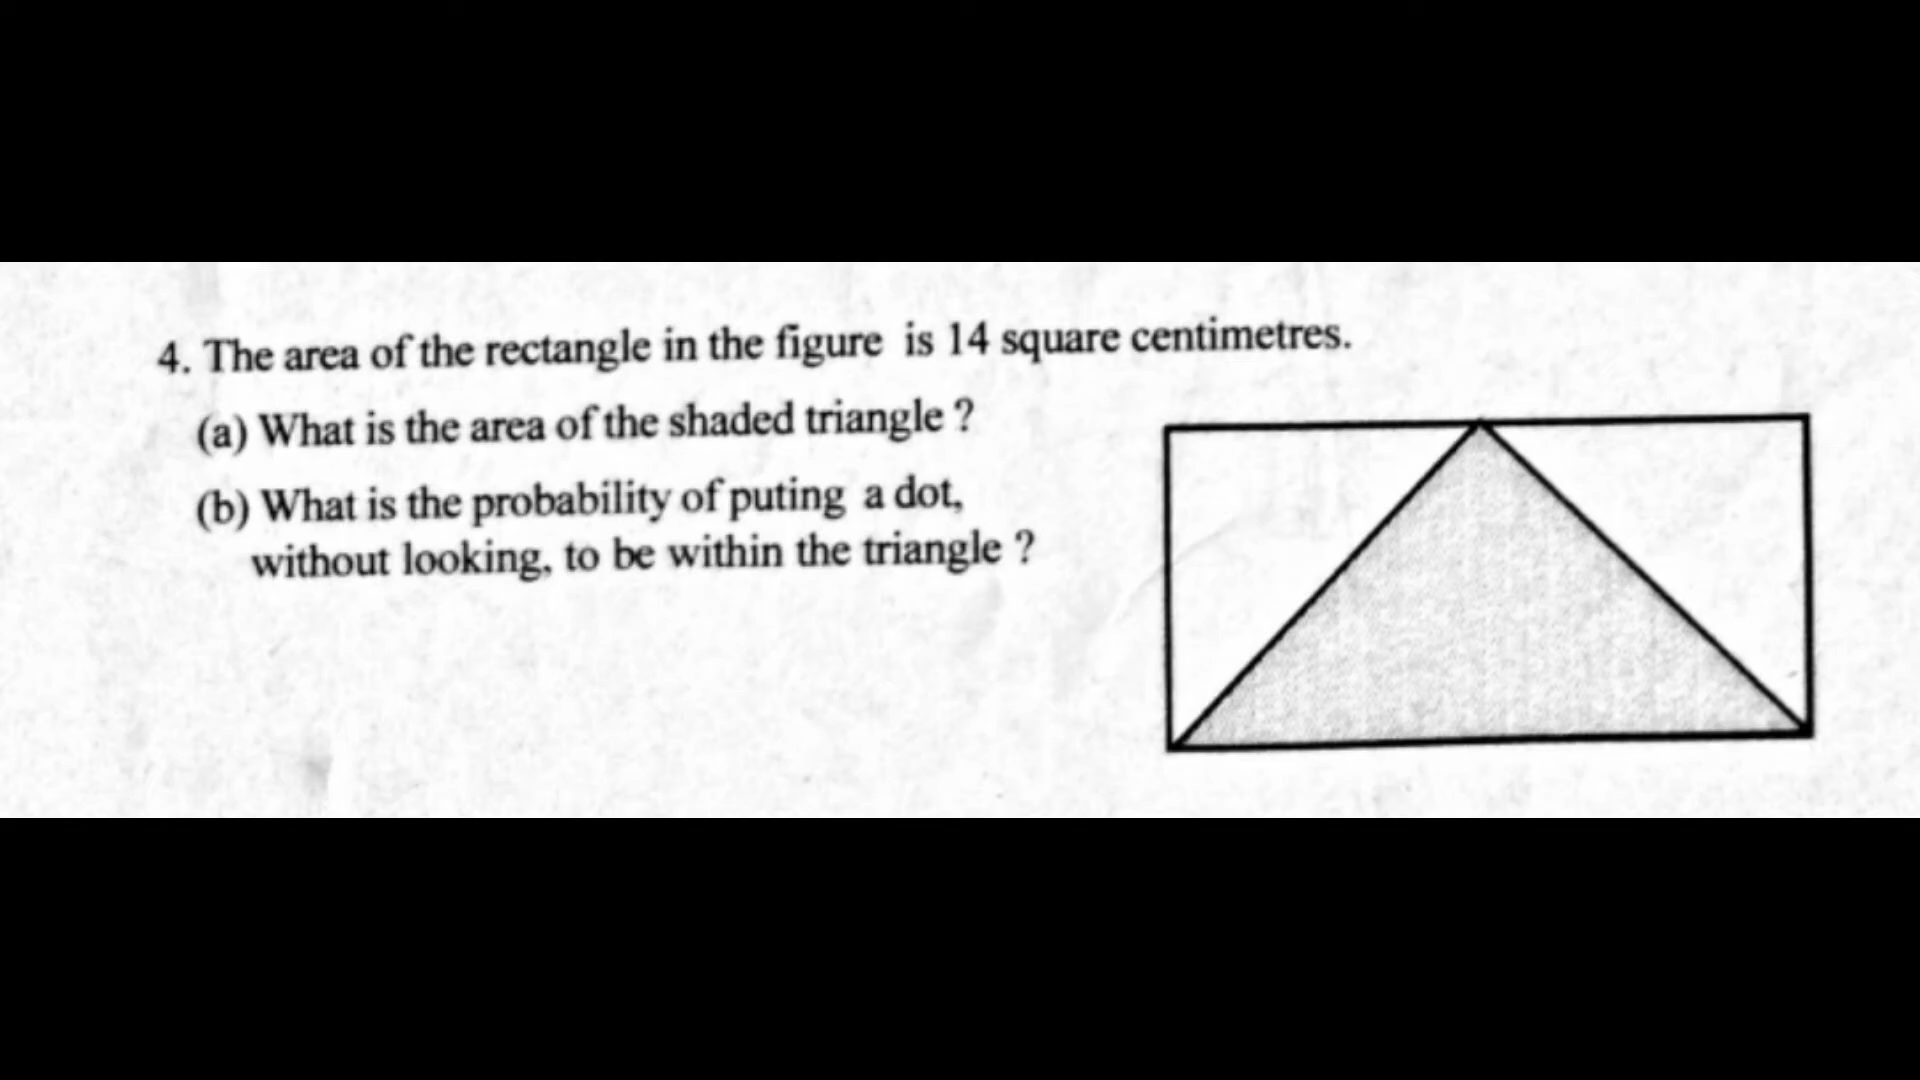 4. The area of the rectangle in the figure is 14 square centimetres.
(a) What is the area of the shaded triangle ?
(b) What is the probability of puting a dot,
without looking, to be within the triangle ?